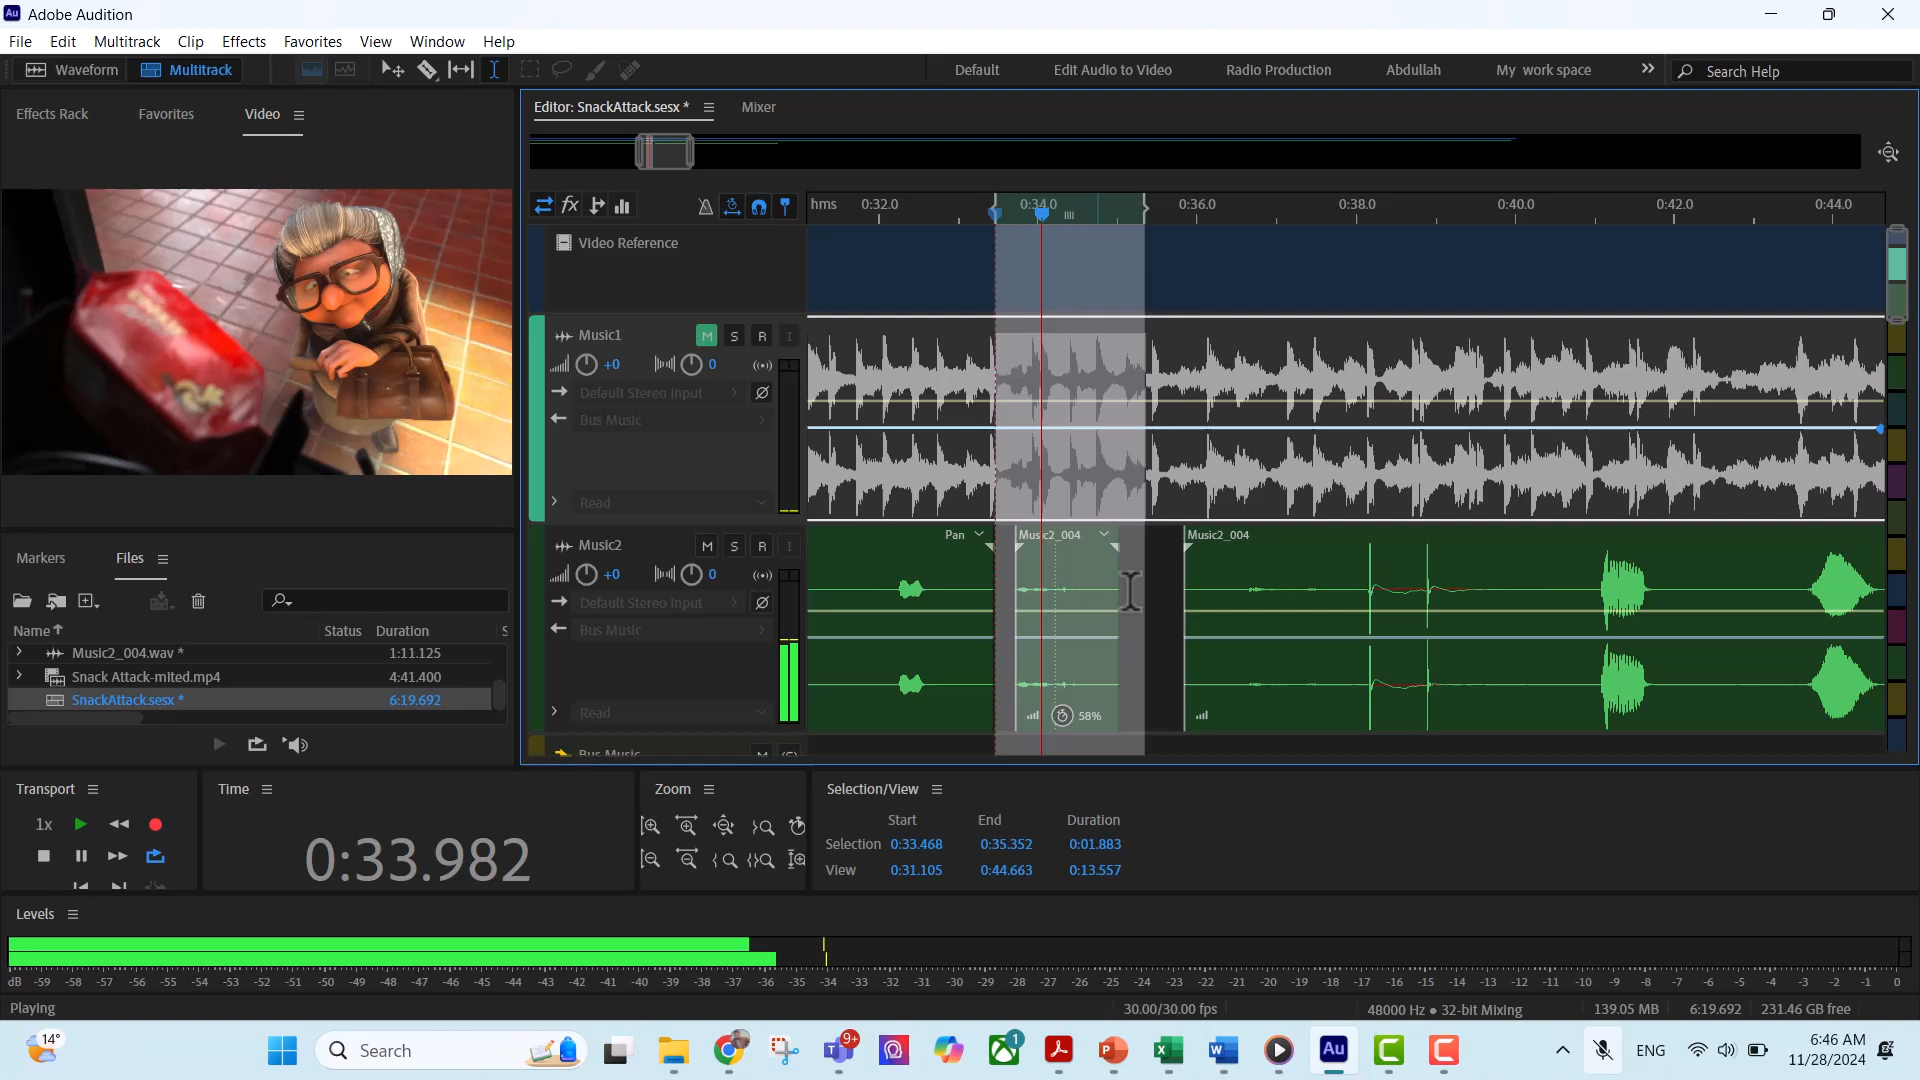 Au Adobe Audition
File Edit Multitrack Clip Effects Favorites View Window Help
Waveform Multitrack Default Edit Audio to Video Radio Production Abdullah My work space Search Help
Effects Rack Favorites Video
Editor: SnackAttack.sesx * Mixer
fx
hms 0:32.0 0:34.0 0:36.0 0:38.0 0:40.0 0:42.0 0:44.0
Video Reference
Music1 M S R I
+0 0
Default Stereo Input
Bus Music
Read
Pan Music2_004 Music2_004
Music2 M S R I
+0 0
Default Stereo Input
Bus Music
Read
58%
Bus Music M S
Markers Files
Name Status Duration S
Music2_004.wav * 1:11.125
Snack Attack-mited.mp4 4:41.400
SnackAttack.sesx * 6:19.692
Transport Time Zoom Selection/View
1x
0:33.982
Start End Duration
Selection 0:33.468 0:35.352 0:01.883
View 0:31.105 0:44.663 0:13.557
Levels
dB -59 -58 -57 -56 -55 -54 -53 -52 -51 -50 -49 -48 -47 -46 -45 -44 -43 -42 -41 -40 -39 -38 -37 -36 -35 -34 -33 -32 -31 -30 -29 -28 -27 -26 -25 -24 -23 -22 -21 -20 -19 -18 -17 -16 -15 -14 -13 -12 -11 -10 -9 -8 -7 -6 -5 -4 -3 -2 -1 0
Playing 30.00/30.00 fps 48000 Hz • 32-bit Mixing 139.05 MB 6:19.692 231.46 GB free
14° Search 9+ 1 Au ENG 6:46 AM
11/28/2024